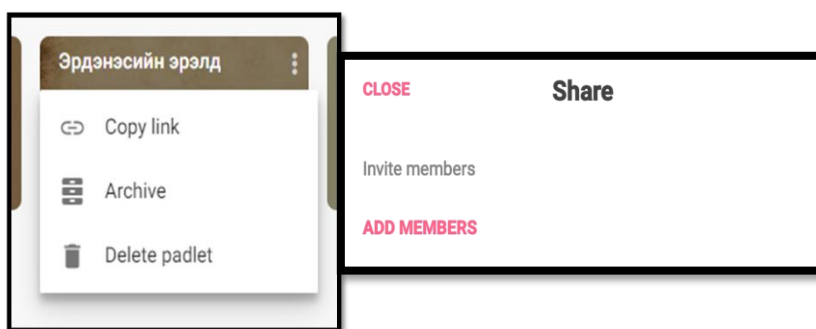 Эрдэнэсийн эрэлд
Copy link
Archive
Delete padlet
CLOSE
Share
Invite members
ADD MEMBERS